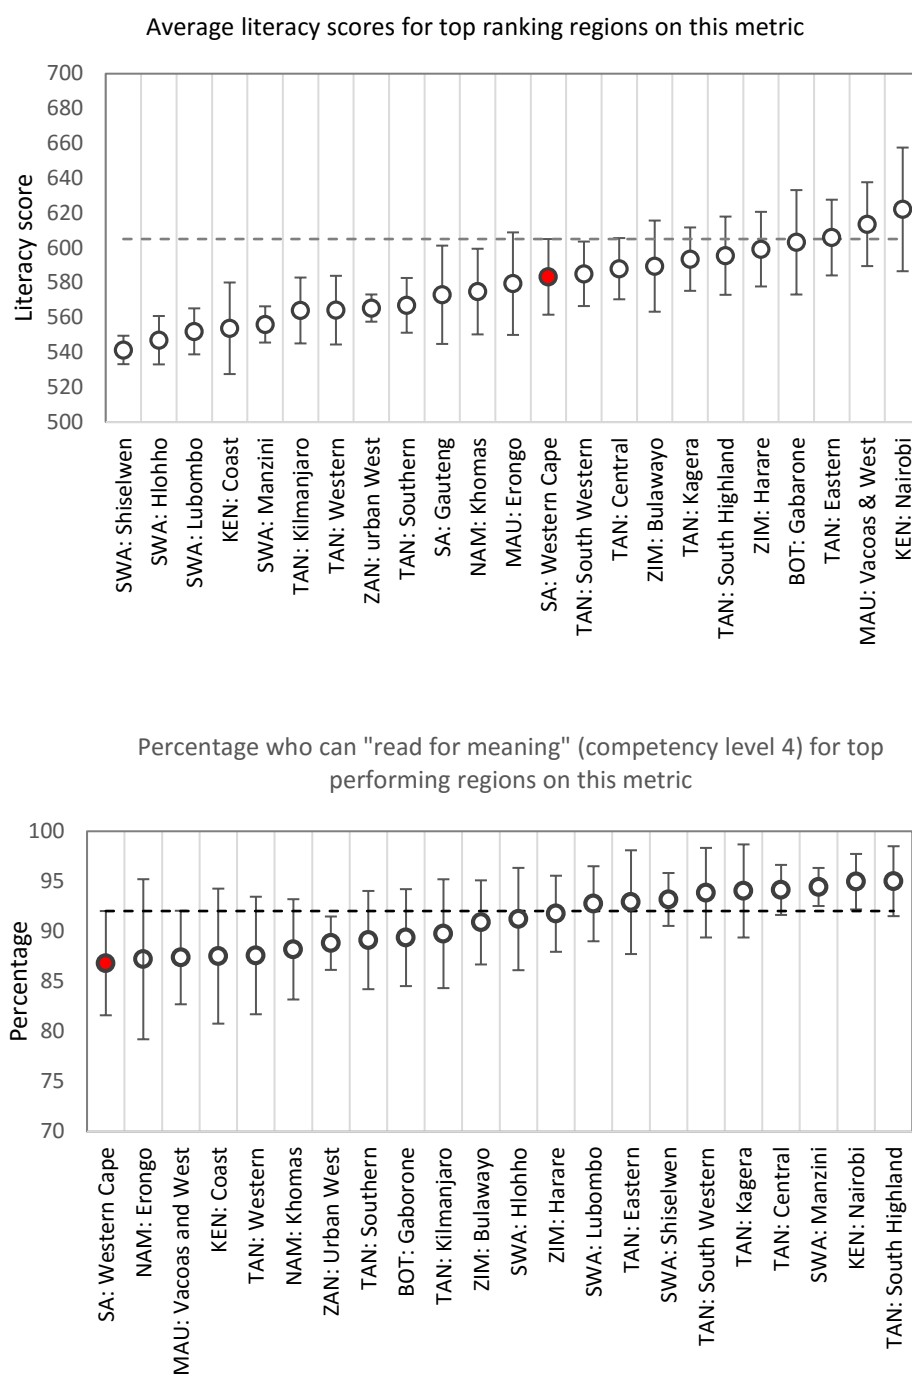 Average literacy scores for top ranking regions on this metric
Literacy score
700
680
660
640
620
600
580
560
540
520
500
SWA: Shiselwen
SWA: Hlohho
SWA: Lubombo
KEN: Coast
SWA: Manzini
TAN: Kilmanjaro
TAN: Western
ZAN: urban West
TAN: Southern
SA: Gauteng
NAM: Khomas
MAU: Erongo
SA: Western Cape
TAN: South Western
TAN: Central
ZIM: Bulawayo
TAN: Kagera
TAN: South Highland
ZIM: Harare
BOT: Gabarone
TAN: Eastern
MAU: Vacoas & West
KEN: Nairobi
Percentage who can "read for meaning" (competency level 4) for top
performing regions on this metric
Percentage
100
95
90
85
80
75
70
SA: Western Cape
NAM: Erongo
MAU: Vacoas and West
KEN: Coast
TAN: Western
NAM: Khomas
ZAN: Urban West
TAN: Southern
BOT: Gaborone
TAN: Kilmanjaro
ZIM: Bulawayo
SWA: Hlohho
ZIM: Harare
SWA: Lubombo
TAN: Eastern
SWA: Shiselwen
TAN: South Western
TAN: Kagera
TAN: Central
SWA: Manzini
KEN: Nairobi
TAN: South Highland